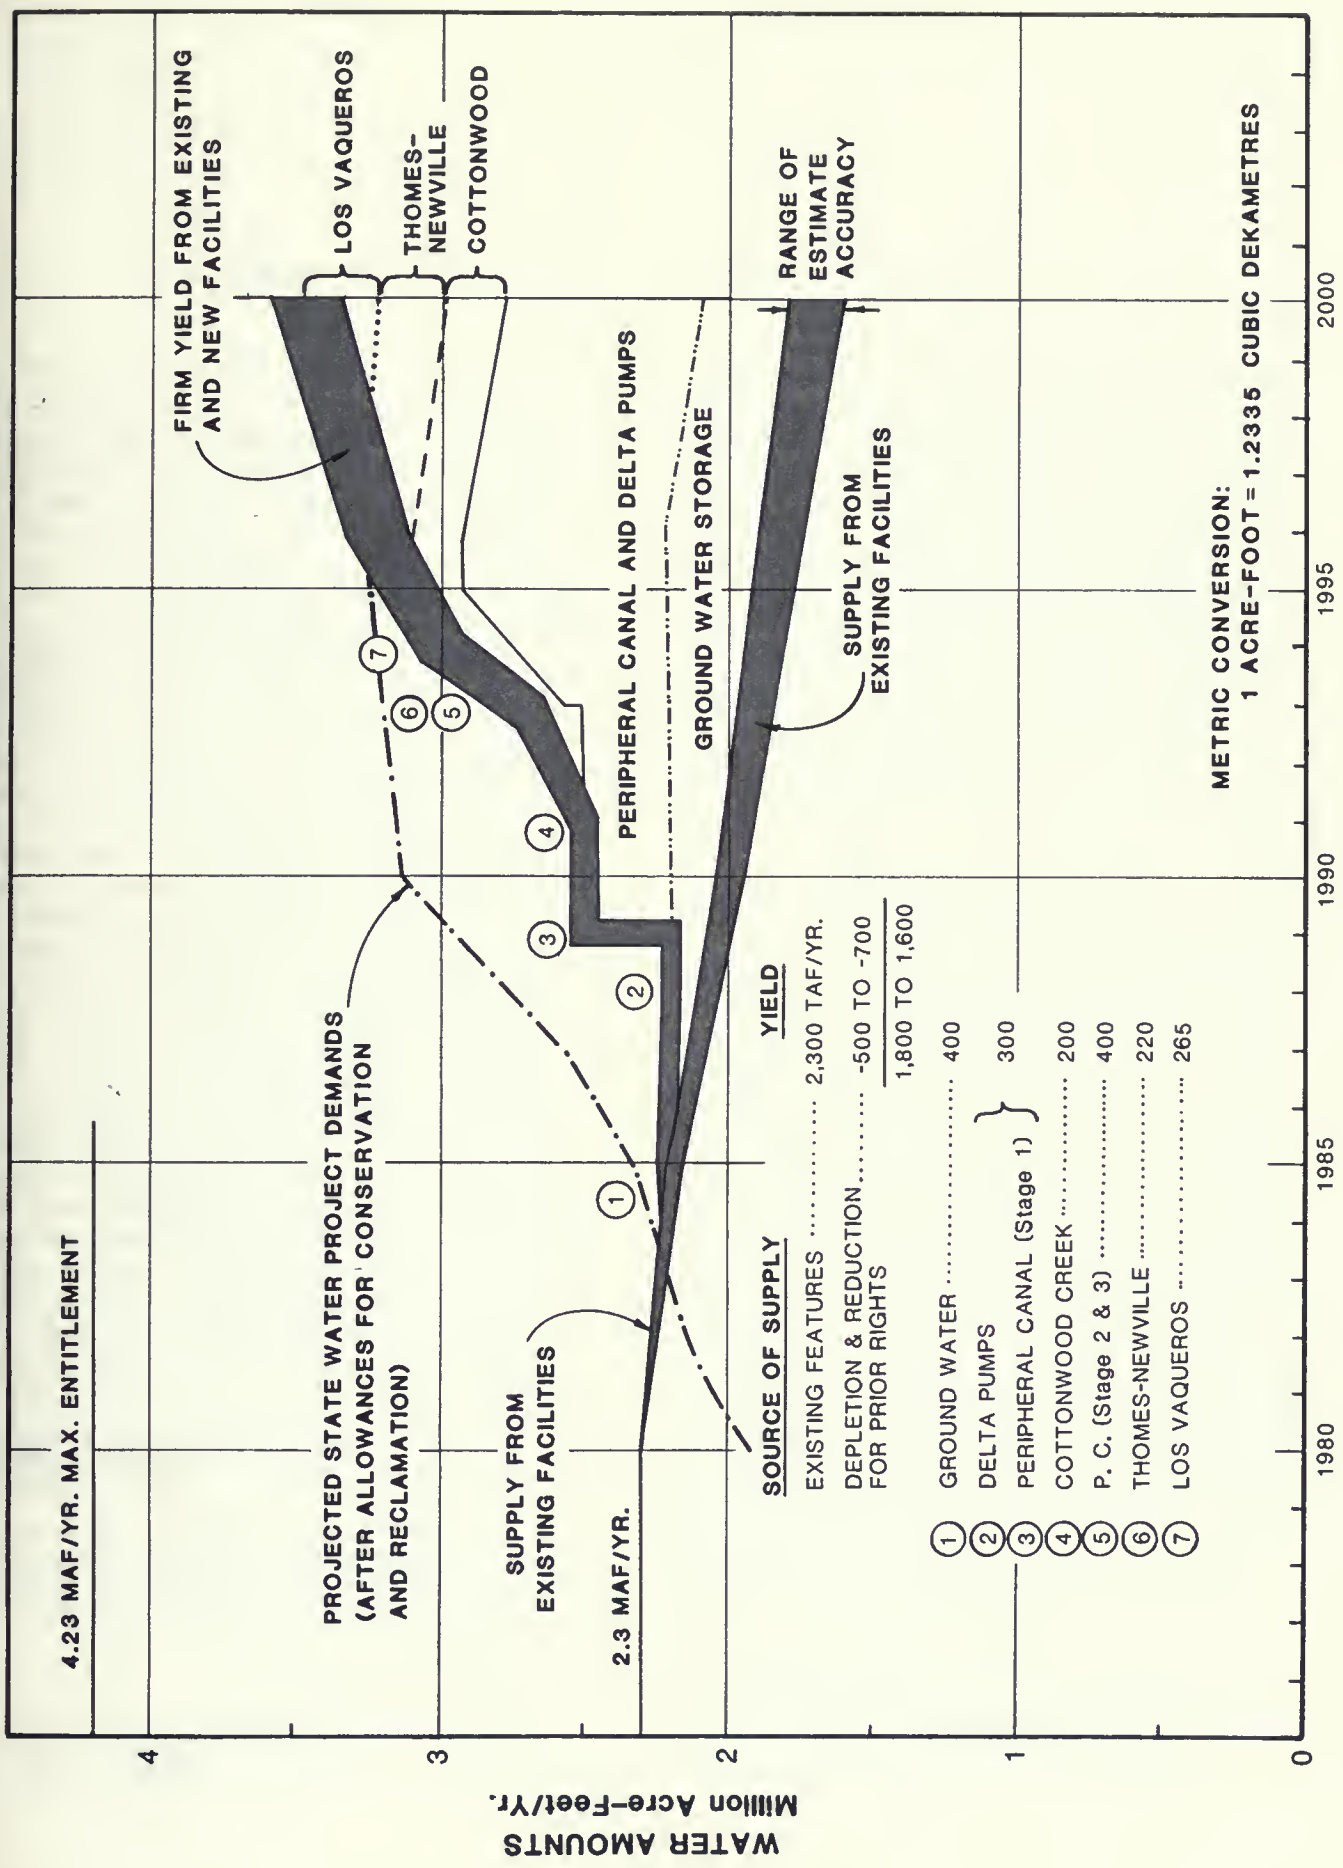 4.23 MAF/YR. MAX. ENTITLEMENT
FIRM YIELD FROM EXISTING
AND NEW FACILITIES
LOS VAQUEROS
THOMES-
NEWVILLE
COTTONWOOD
PROJECTED STATE WATER PROJECT DEMANDS
(AFTER ALLOWANCES FOR CONSERVATION
AND RECLAMATION)
SUPPLY FROM
EXISTING FACILITIES
2.3 MAF/YR.
PERIPHERAL CANAL AND DELTA PUMPS
GROUND WATER STORAGE
RANGE OF
ESTIMATE
ACCURACY
SUPPLY FROM
EXISTING FACILITIES
1
2
3
4
5
6
7
SOURCE OF SUPPLY YIELD
EXISTING FEATURES .......... 2,300 TAF/YR.
DEPLETION & REDUCTION ........ -500 TO -700
FOR PRIOR RIGHTS
1,800 TO 1,600
1 GROUND WATER .................. 400
2 DELTA PUMPS
3 PERIPHERAL CANAL (Stage 1) } 300
4 COTTONWOOD CREEK ............. 200
5 P. C. (Stage 2 & 3) ............... 400
6 THOMES-NEWVILLE ............... 220
7 LOS VAQUEROS .................. 265
METRIC CONVERSION:
1 ACRE-FOOT = 1.2335 CUBIC DEKAMETRES
WATER AMOUNTS
Million Acre-Feet/Yr.
4
3
2
1
0
1980
1985
1990
1995
2000